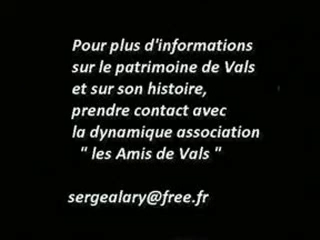 Pour plus d'informations
sur le patrimoine de Vals
et sur son histoire,
prendre contact avec
la dynamique association
" les Amis de Vals "
sergealary@free.fr